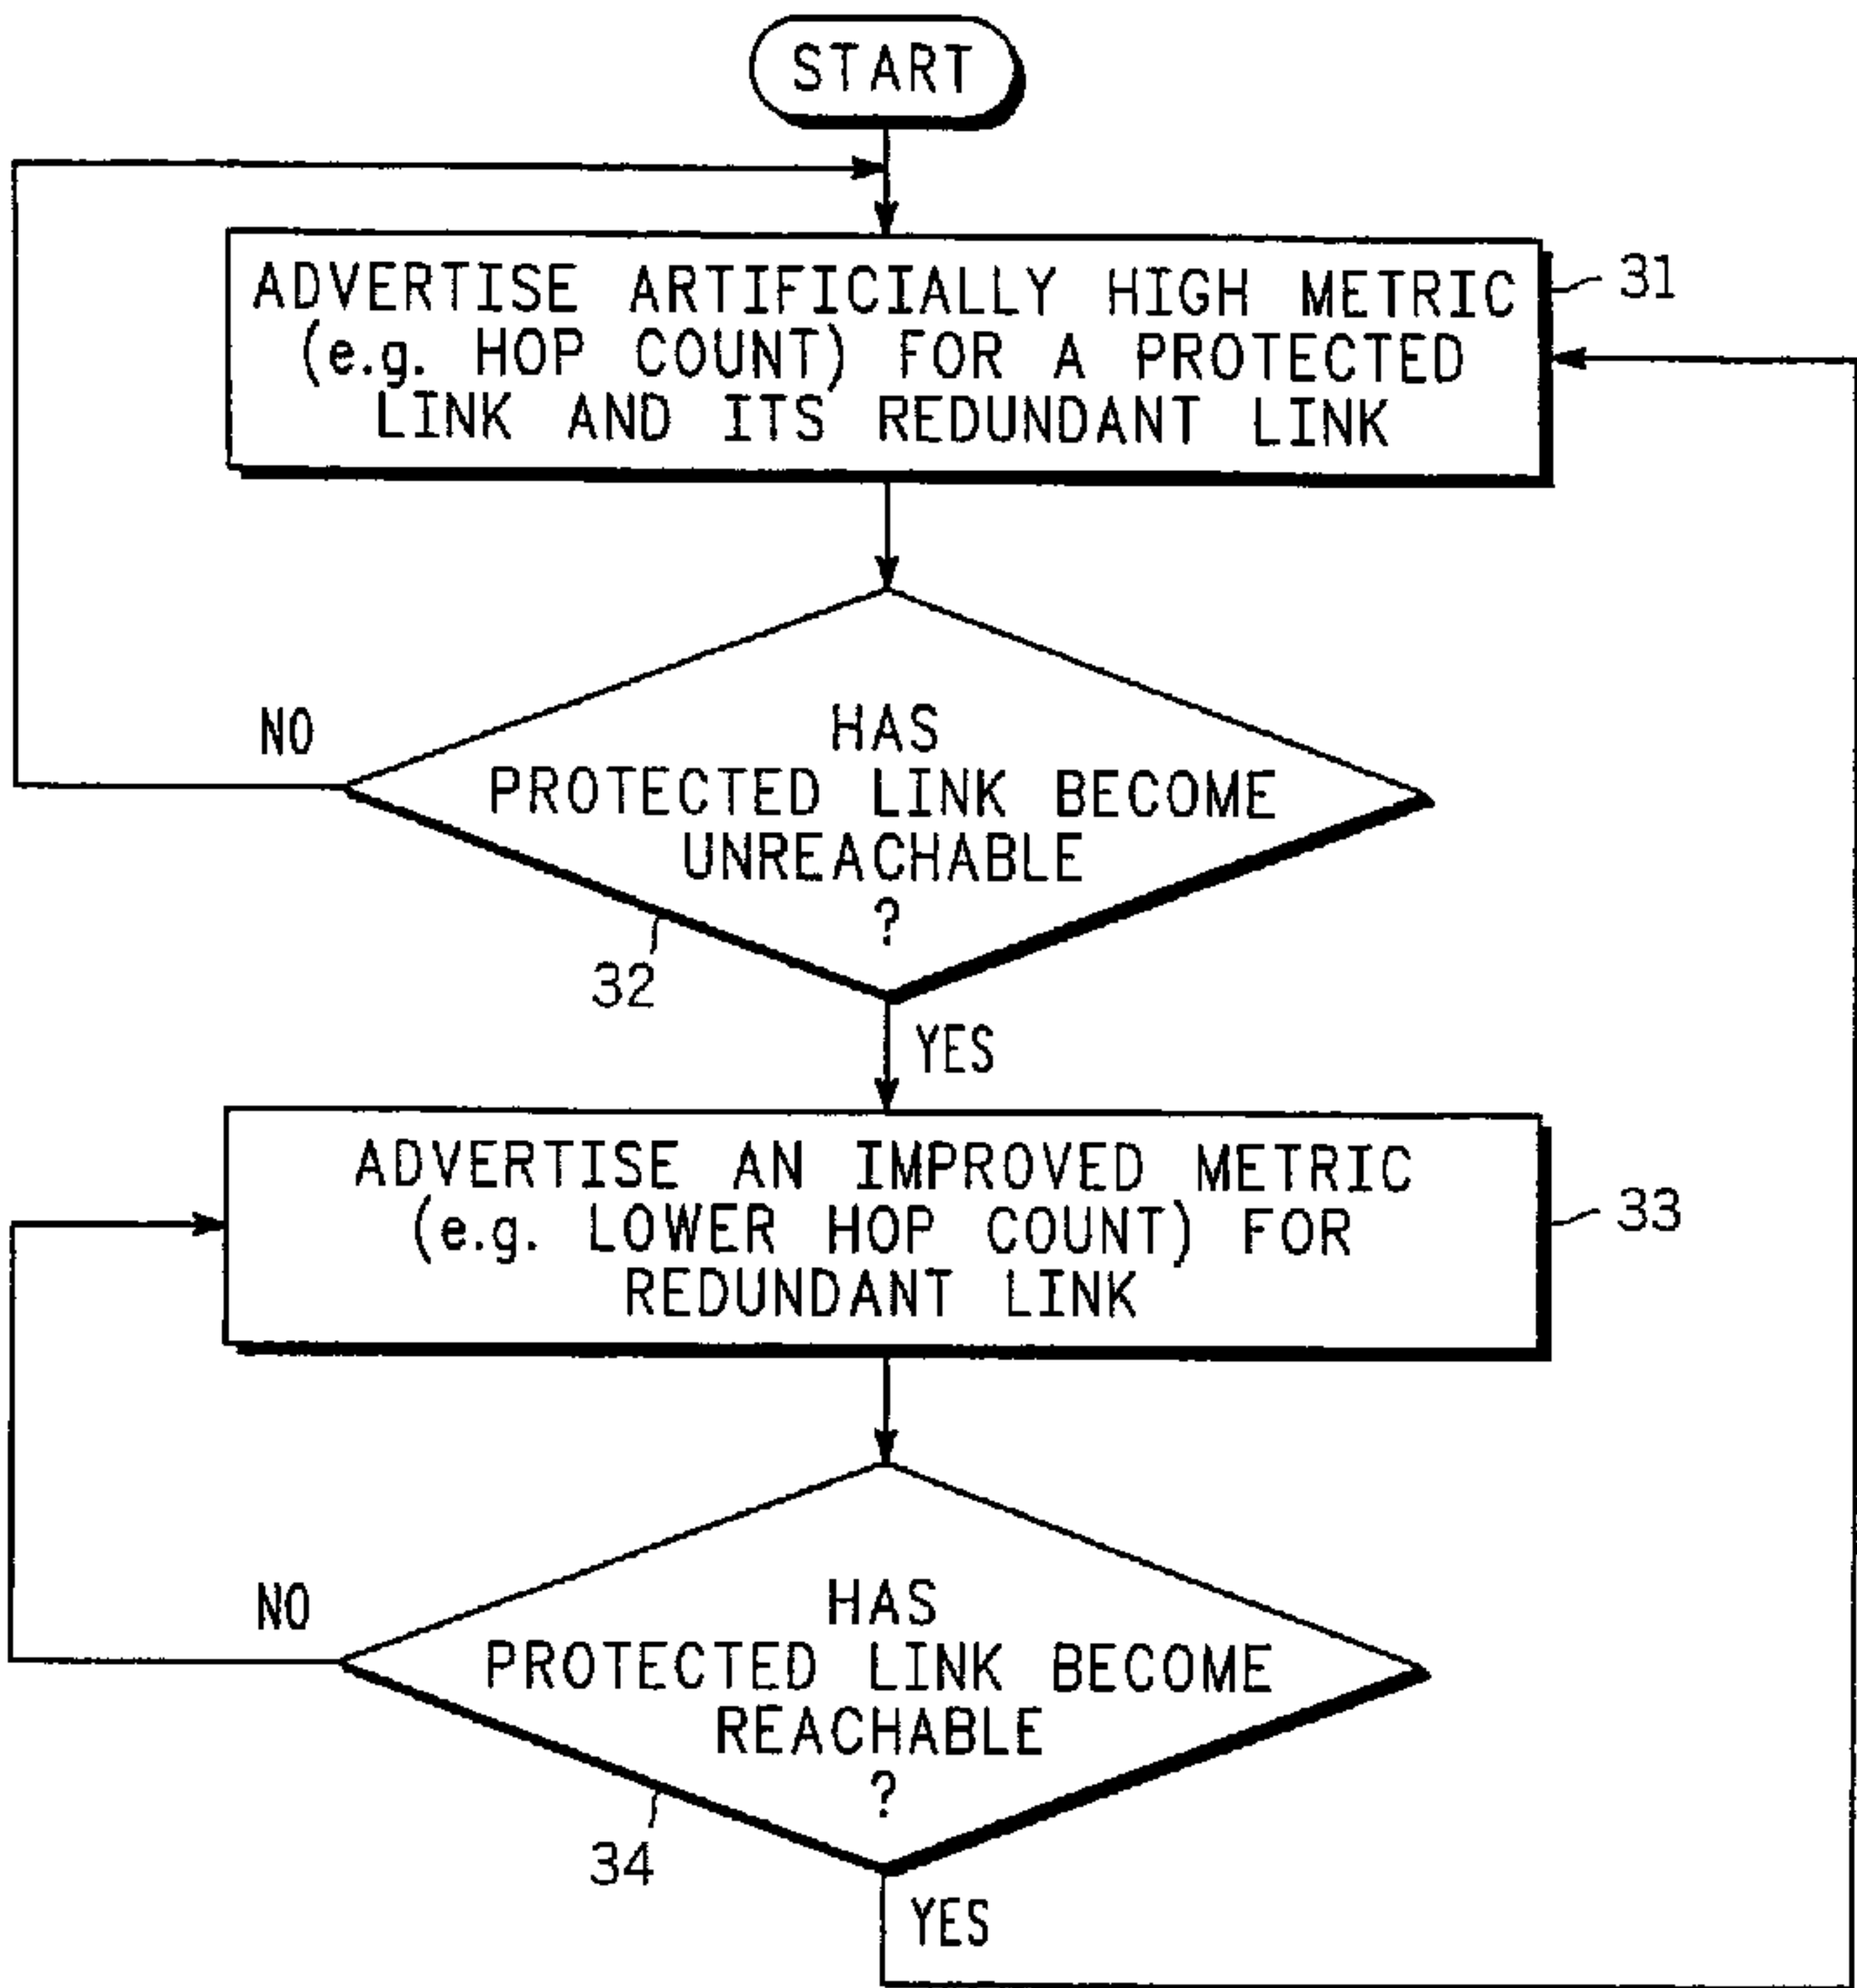 START
ADVERTISE ARTIFICIALLY HIGH METRIC
(e.g. HOP COUNT) FOR A PROTECTED
LINK AND ITS REDUNDANT LINK
31
NO
HAS
PROTECTED LINK BECOME
UNREACHABLE
?
32
YES
ADVERTISE AN IMPROVED METRIC
(e.g. LOWER HOP COUNT) FOR
REDUNDANT LINK
33
NO
HAS
PROTECTED LINK BECOME
REACHABLE
?
34
YES